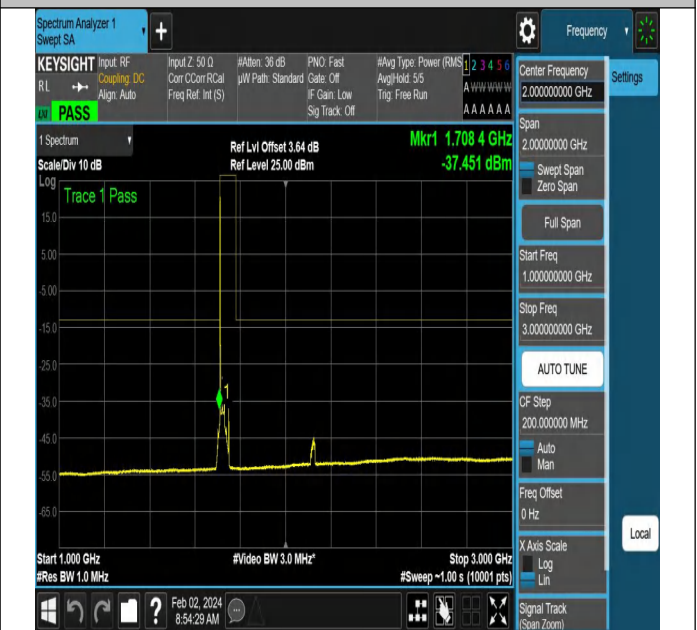 Spectrum Analyzer 1
Swept SA
+
Frequency
KEYSIGHT
RL
PASS
Input: RF
Coupling: DC
Align: Auto
Input Z: 50 Ω
Corr CCorr RCal
Freq Ref: Int (S)
#Atten: 36 dB
µW Path: Standard
PNO: Fast
Gate: Off
IF Gain: Low
Sig Track: Off
#Avg Type: Power (RMS
Avg|Hold: 5/5
Trig: Free Run
1 2 3 4 5 6
A W W W W W
A A A A A A
Settings
1 Spectrum
Scale/Div 10 dB
Log
Ref Lvl Offset 3.64 dB
Ref Level 25.00 dBm
Mkr1 1.708 4 GHz
-37.451 dBm
Trace 1 Pass
15.0
5.00
-5.00
-15.0
-25.0
-35.0
1
-45.0
-55.0
-65.0
Start 1.000 GHz
#Res BW 1.0 MHz
#Video BW 3.0 MHz*
Stop 3.000 GHz
#Sweep ~1.00 s (10001 pts)
Center Frequency
2.000000000 GHz
Span
2.00000000 GHz
Swept Span
Zero Span
Full Span
Start Freq
1.000000000 GHz
Stop Freq
3.000000000 GHz
AUTO TUNE
CF Step
200.000000 MHz
Auto
Man
Freq Offset
0 Hz
X Axis Scale
Log
Lin
Signal Track
(Span Zoom)
Local
?
Feb 02, 2024
8:54:29 AM